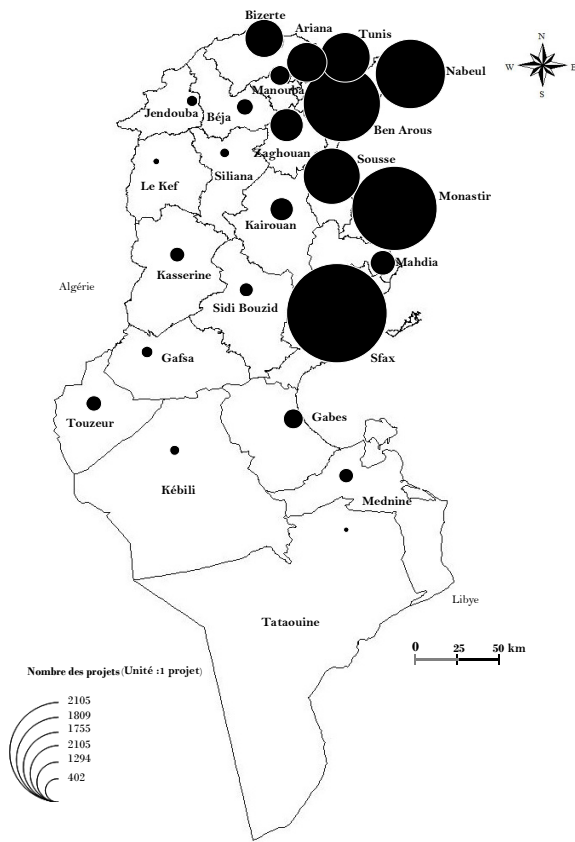 Bizerte
Ariana
Tunis
N
W
E
S
Nabeul
Manouba
Jendouba
Béja
Ben Arous
Zaghouan
Sousse
Siliana
Le Kef
Monastir
Kairouan
Mahdia
Kasserine
Algérie
Sidi Bouzid
Sfax
Gafsa
Touzeur
Gabes
Kébili
Mednine
Libye
Tataouine
0 25 50 km
Nombre des projets (Unité :1 projet)
2105
1809
1755
2105
1294
402